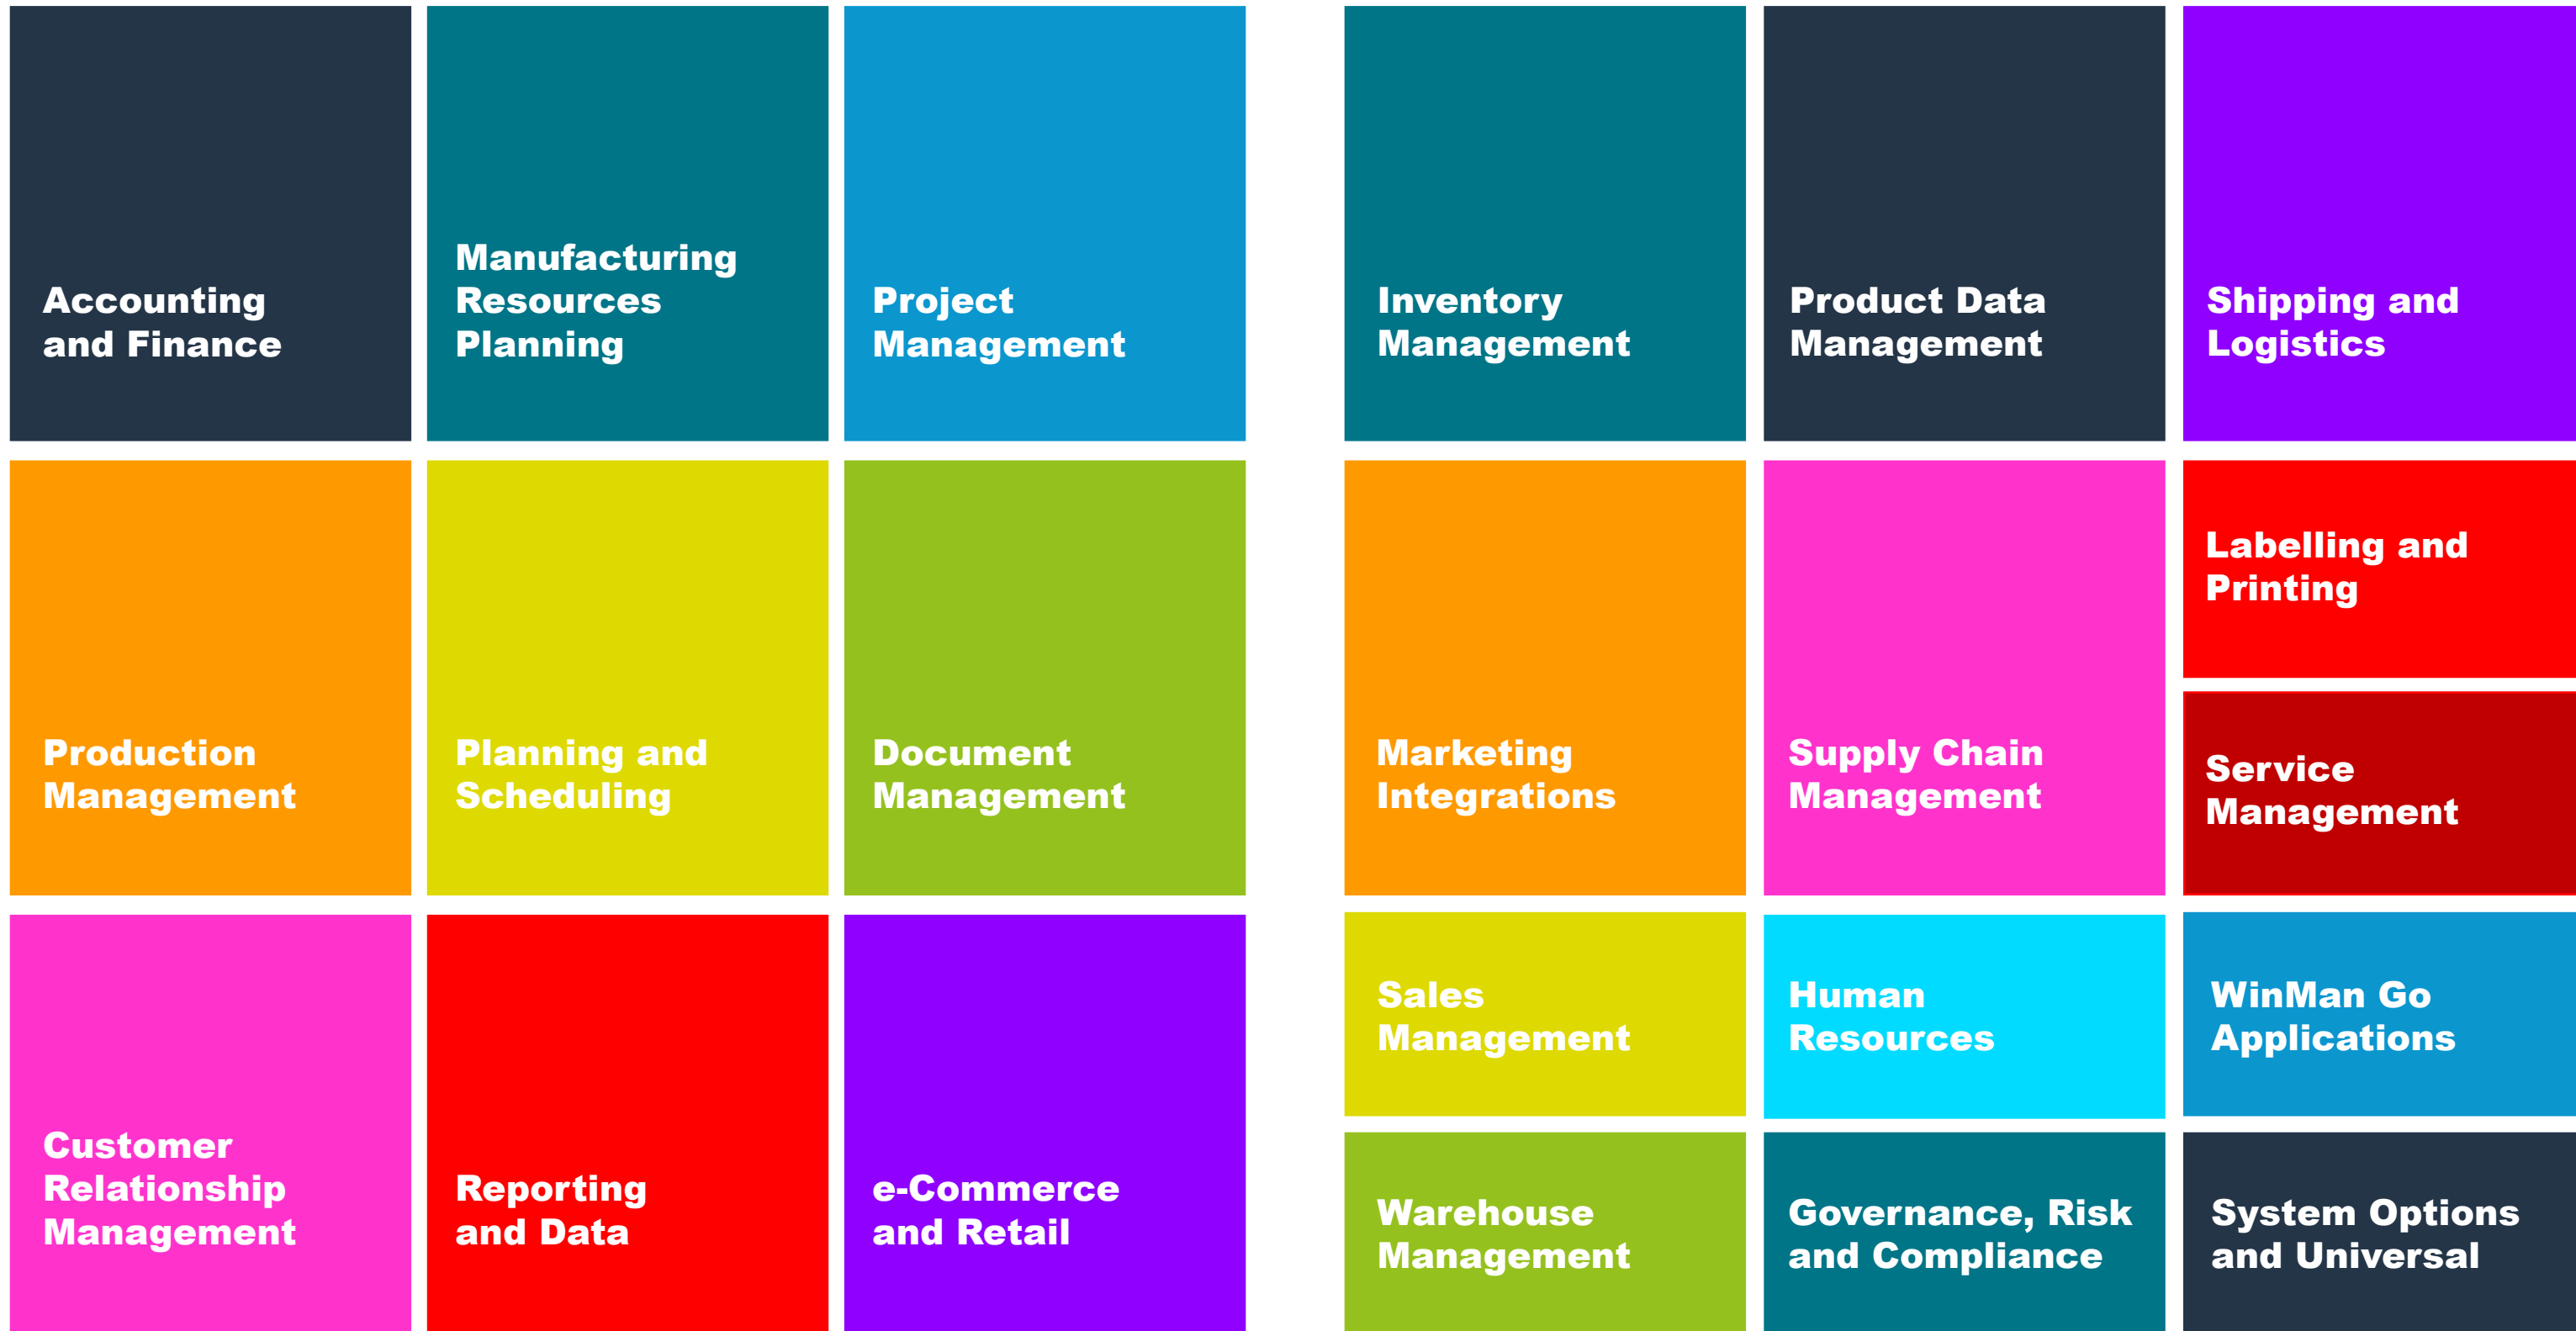 Accounting
and Finance
Manufacturing
Resources
Planning
Project
Management
Inventory
Management
Product Data
Management
Shipping and
Logistics
Production
Management
Planning and
Scheduling
Document
Management
Marketing
Integrations
Supply Chain
Management
Labelling and
Printing
Service
Management
Customer
Relationship
Management
Reporting
and Data
e-Commerce
and Retail
Sales
Management
Human
Resources
WinMan Go
Applications
Warehouse
Management
Governance, Risk
and Compliance
System Options
and Universal